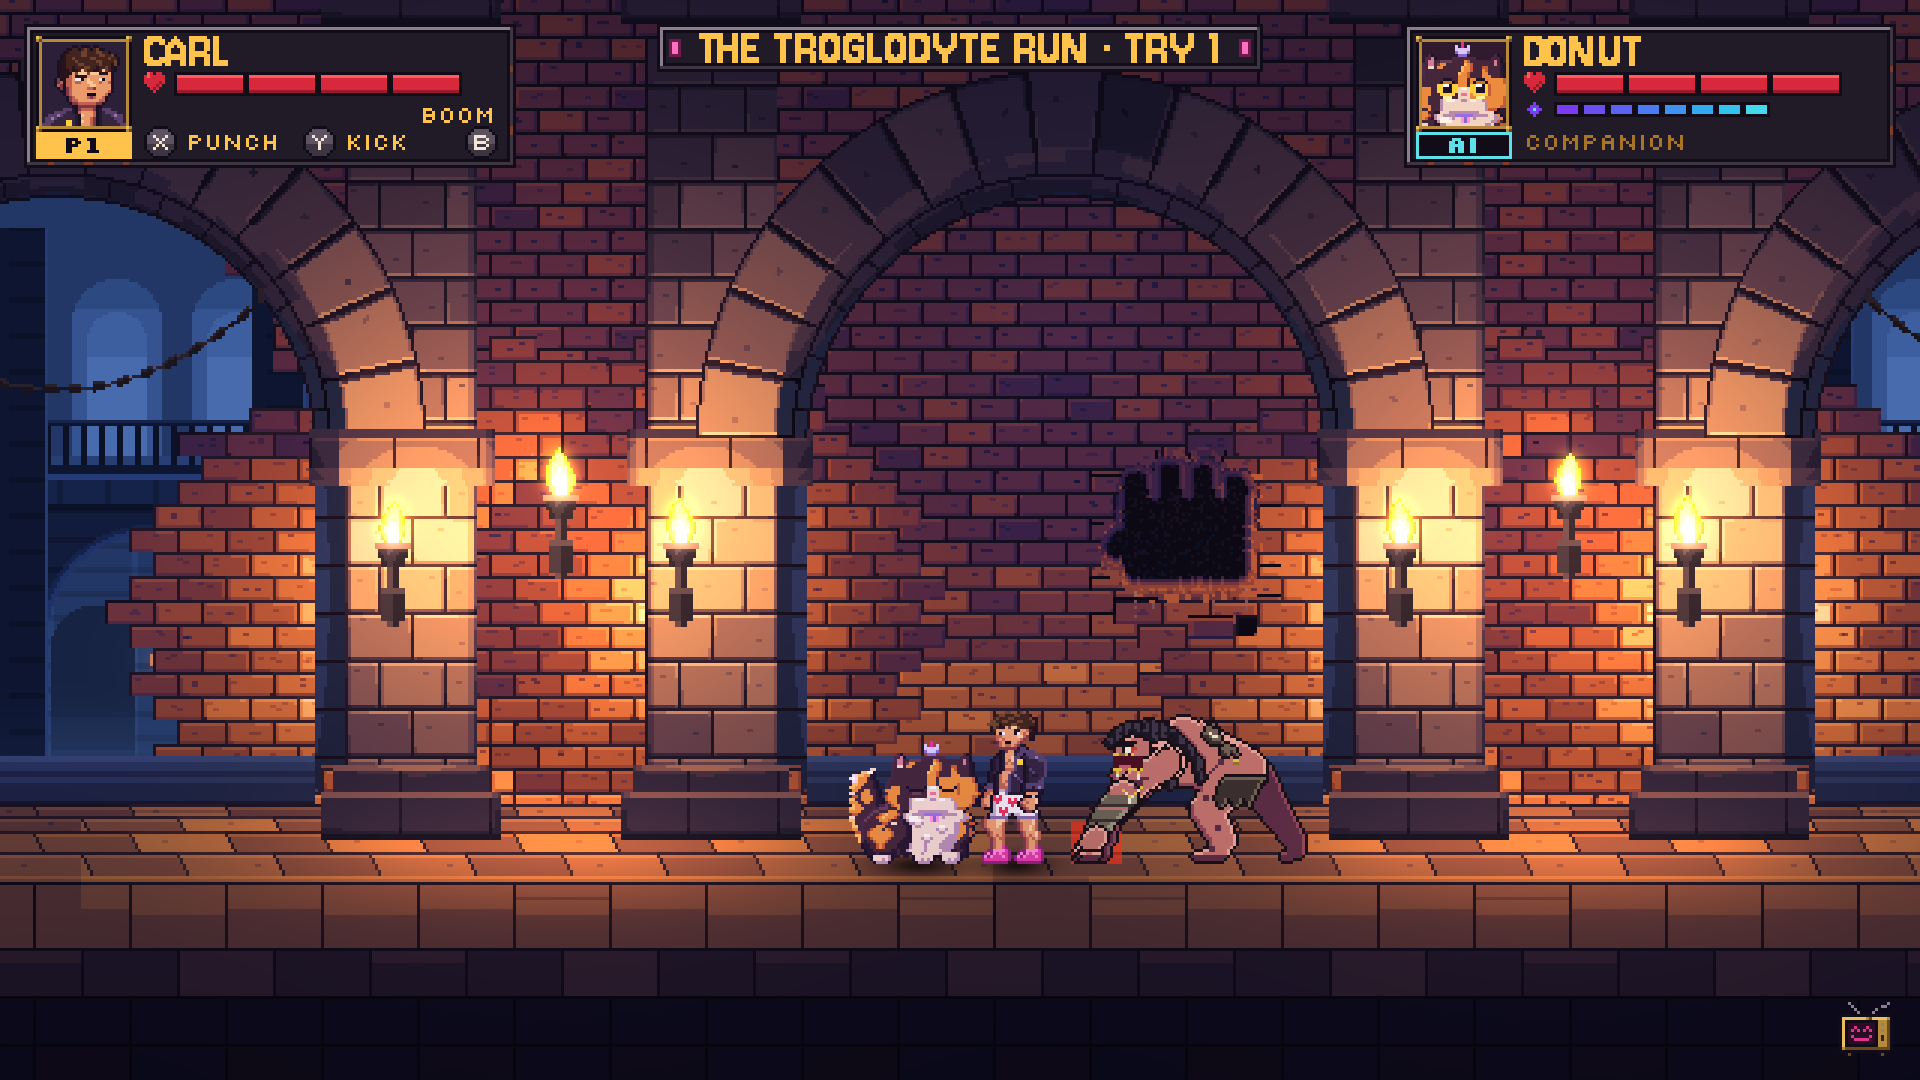 CARL
BOOM
P1
X PUNCH Y KICK B
THE TROGLODYTE RUN · TRY 1
DONUT
AI
COMPANION